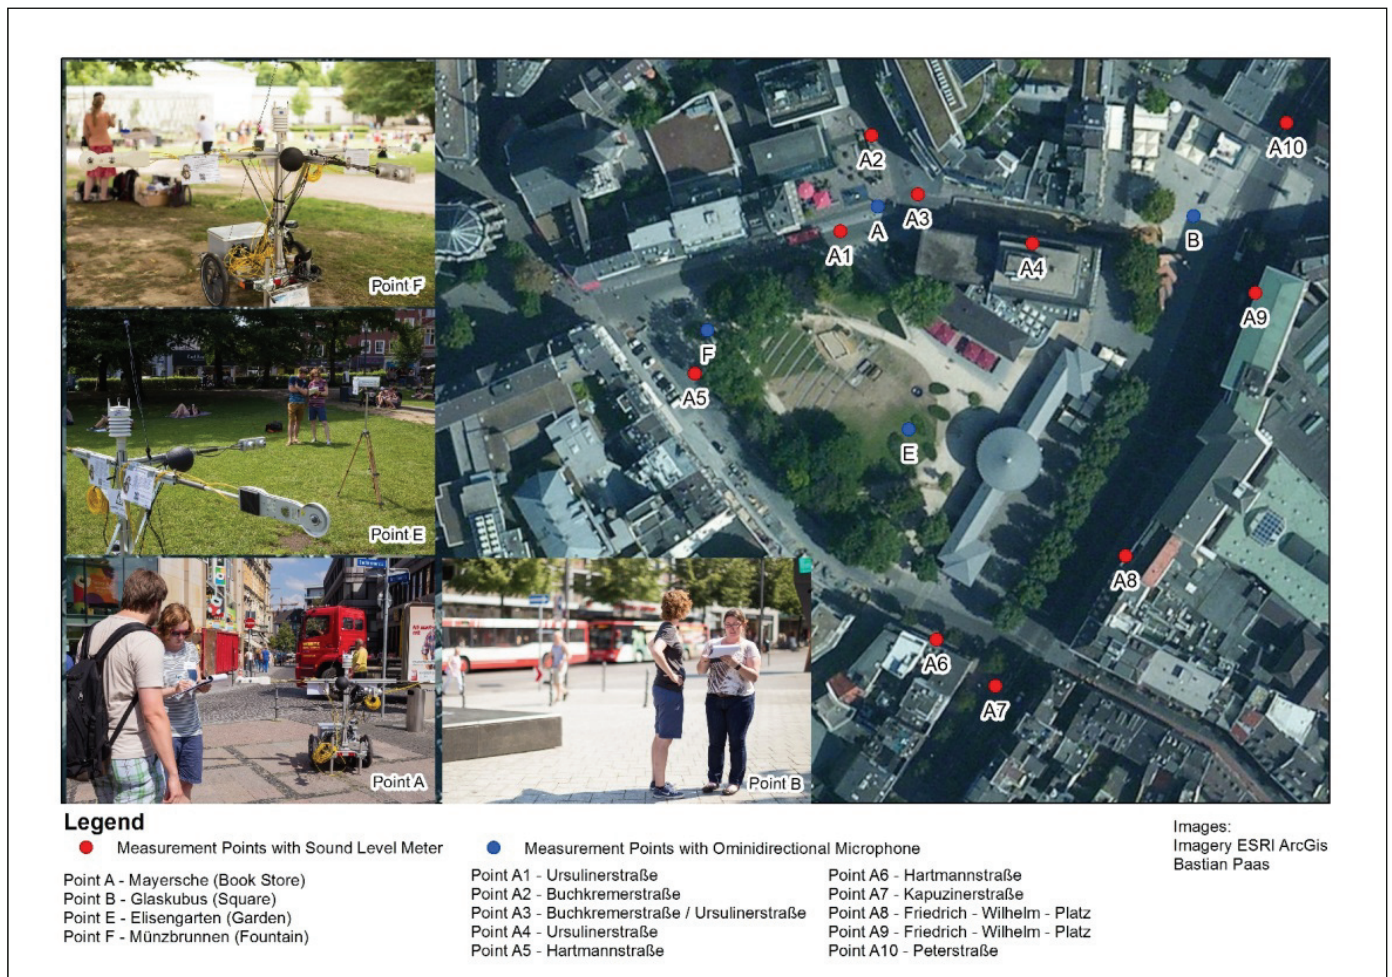 A2
A10
Point F
A3
A
B
A1
A4
A9
F
A5
E
Point E
A8
A6
A7
Point A
Point B
Legend
Measurement Points with Sound Level Meter
Measurement Points with Ominidirectional Microphone
Point A - Mayersche (Book Store)
Point B - Glaskubus (Square)
Point E - Elisengarten (Garden)
Point F - Münzbrunnen (Fountain)
Point A1 - Ursulinerstraße
Point A2 - Buchkremerstraße
Point A3 - Buchkremerstraße / Ursulinerstraße
Point A4 - Ursulinerstraße
Point A5 - Hartmannstraße
Point A6 - Hartmannstraße
Point A7 - Kapuzinerstraße
Point A8 - Friedrich - Wilhelm - Platz
Point A9 - Friedrich - Wilhelm - Platz
Point A10 - Peterstraße
Images:
Imagery ESRI ArcGis
Bastian Paas